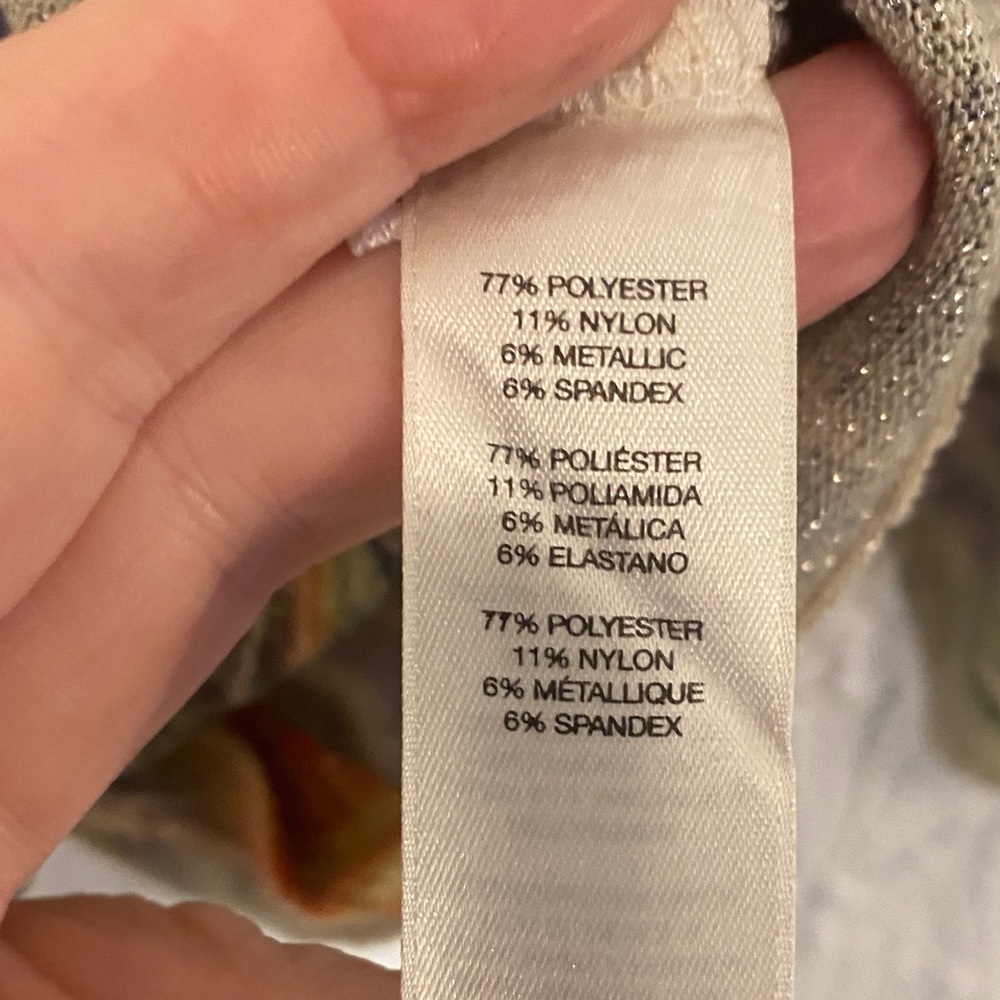 77% POLYESTER
11% NYLON
6% METALLIC
6% SPANDEX
77% POLIÉSTER
11% POLIAMIDA
6% METÁLICA
6% ELASTANO
77% POLYESTER
11% NYLON
6% MÉTALLIQUE
6% SPANDEX